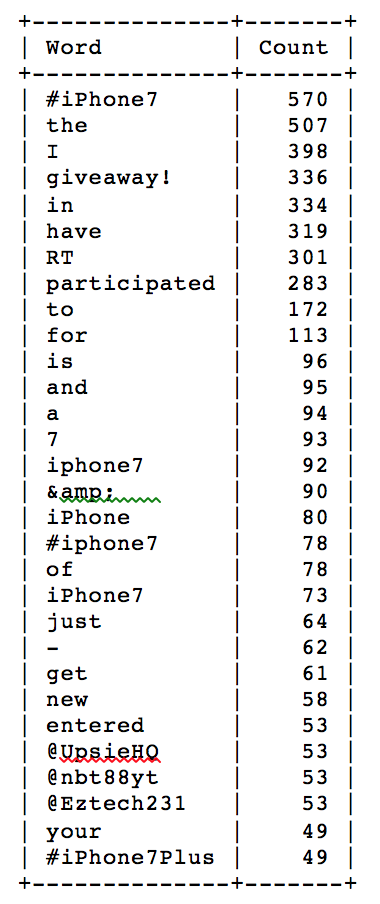 +---------------+-------+
| Word          | Count |
+---------------+-------+
| #iPhone7      |   570 |
| the           |   507 |
| I             |   398 |
| giveaway!     |   336 |
| in            |   334 |
| have          |   319 |
| RT            |   301 |
| participated  |   283 |
| to            |   172 |
| for           |   113 |
| is            |    96 |
| and           |    95 |
| a             |    94 |
| 7             |    93 |
| iphone7       |    92 |
| &amp;         |    90 |
| iPhone        |    80 |
| #iphone7      |    78 |
| of            |    78 |
| iPhone7       |    73 |
| just          |    64 |
| -             |    62 |
| get           |    61 |
| new           |    58 |
| entered       |    53 |
| @UpsieHQ      |    53 |
| @nbt88yt      |    53 |
| @Eztech231    |    53 |
| your          |    49 |
| #iPhone7Plus  |    49 |
+---------------+-------+